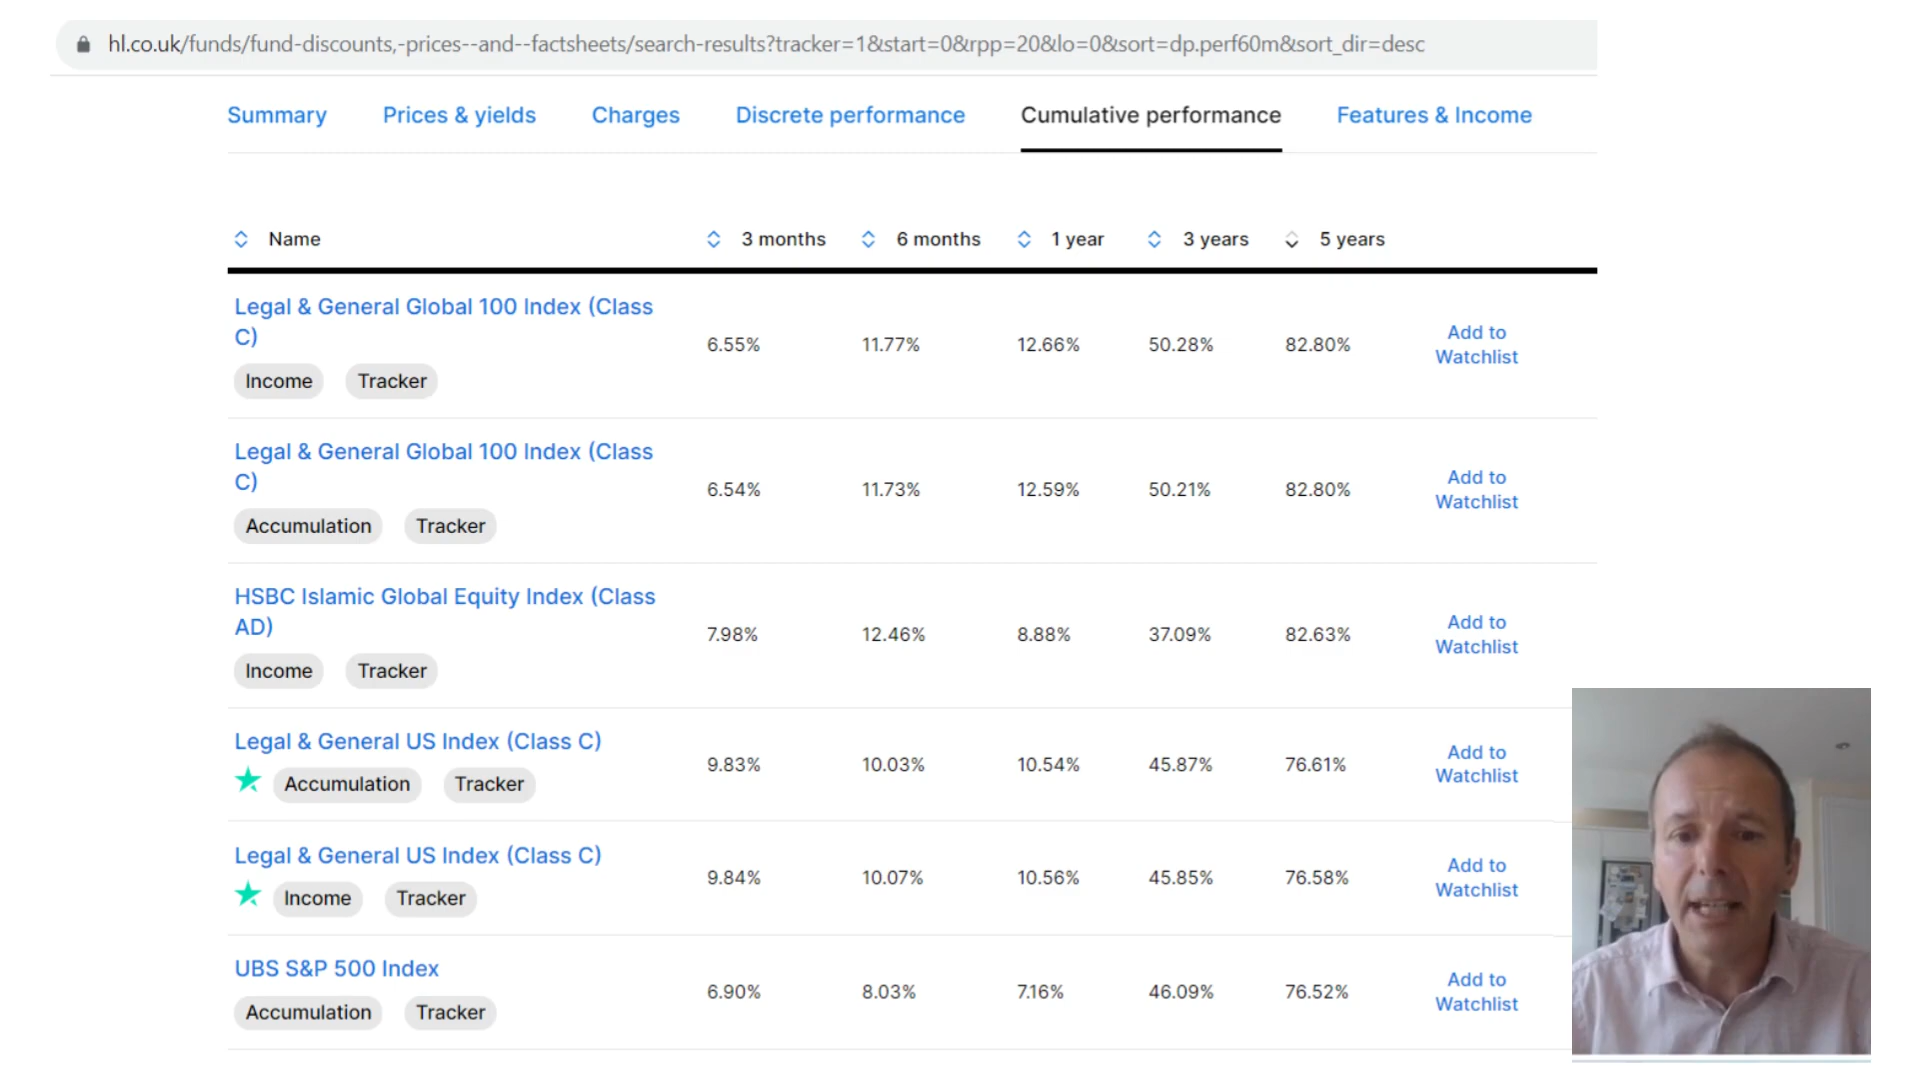 hl.co.uk/funds/fund-discounts,-prices--and--factsheets/search-results?tracker=1&start=0&rpp=20&lo=0&sort=dp.perf60m&sort_dir=desc
Summary Prices & yields Charges Discrete performance Cumulative performance Features & Income
Name 3 months 6 months 1 year 3 years 5 years
Legal & General Global 100 Index (Class
C)
6.55% 11.77% 12.66% 50.28% 82.80% Add to
Watchlist
Income Tracker
Legal & General Global 100 Index (Class
C)
6.54% 11.73% 12.59% 50.21% 82.80% Add to
Watchlist
Accumulation Tracker
HSBC Islamic Global Equity Index (Class
AD)
7.98% 12.46% 8.88% 37.09% 82.63% Add to
Watchlist
Income Tracker
Legal & General US Index (Class C)
9.83% 10.03% 10.54% 45.87% 76.61% Add to
Watchlist
Accumulation Tracker
Legal & General US Index (Class C)
9.84% 10.07% 10.56% 45.85% 76.58% Add to
Watchlist
Income Tracker
UBS S&P 500 Index
6.90% 8.03% 7.16% 46.09% 76.52% Add to
Watchlist
Accumulation Tracker